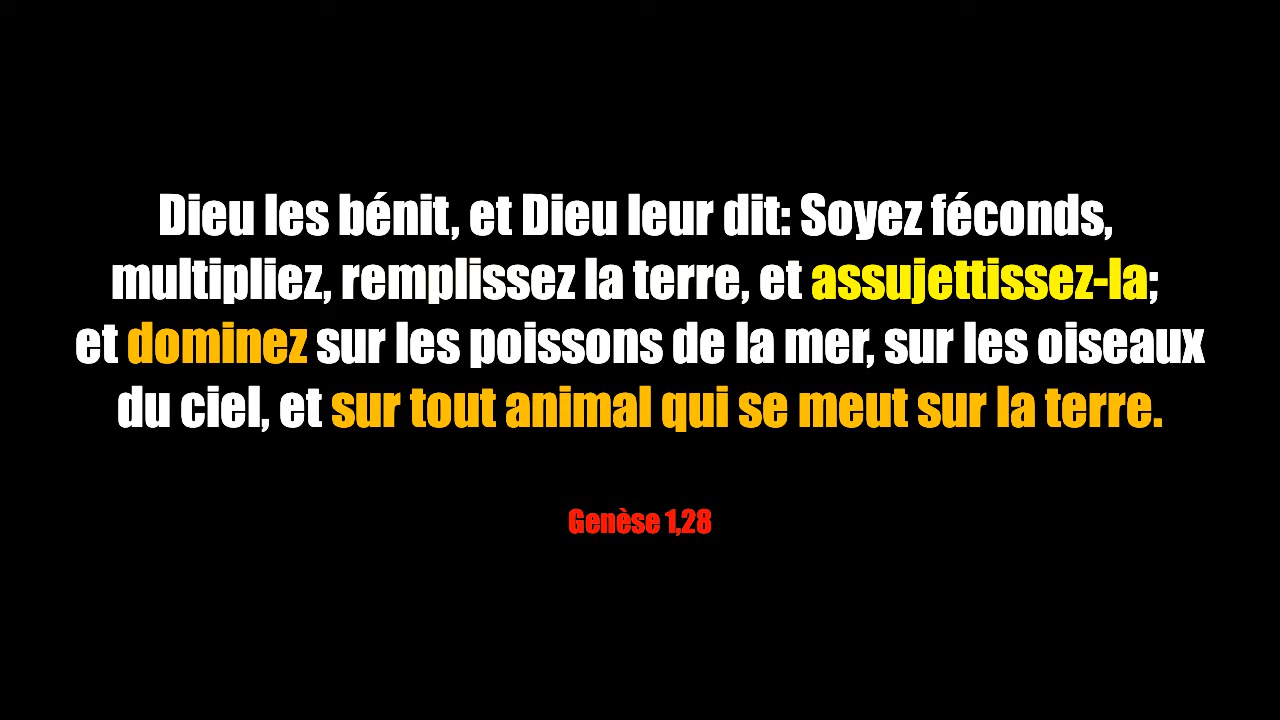 Dieu les bénit, et Dieu leur dit: Soyez féconds,
multipliez, remplissez la terre, et assujettissez-la;
et dominez sur les poissons de la mer, sur les oiseaux
du ciel, et sur tout animal qui se meut sur la terre.
Genèse 1,28